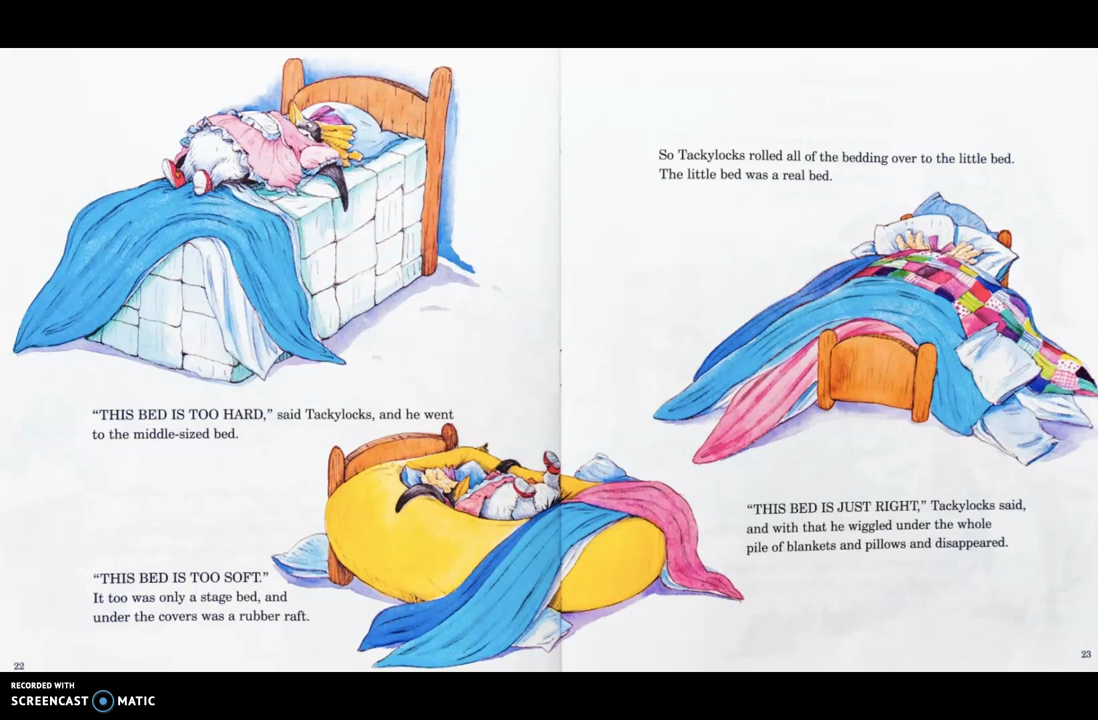 “THIS BED IS TOO HARD,” said Tackylocks, and he went
to the middle-sized bed.
“THIS BED IS TOO SOFT.”
It too was only a stage bed, and
under the covers was a rubber raft.
22
So Tackylocks rolled all of the bedding over to the little bed.
The little bed was a real bed.
“THIS BED IS JUST RIGHT,” Tackylocks said,
and with that he wiggled under the whole
pile of blankets and pillows and disappeared.
23
RECORDED WITH
SCREENCAST MATIC